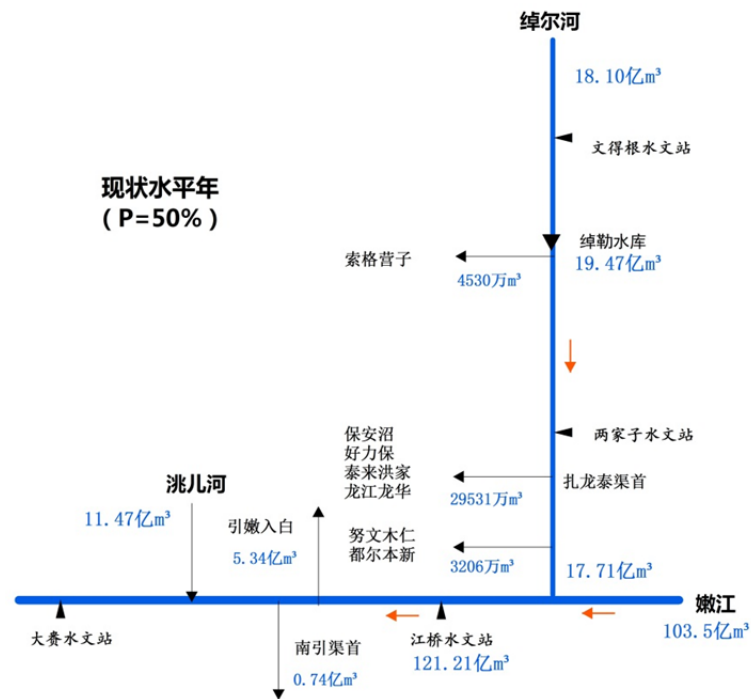 绰尔河
18.10亿m³
文得根水文站
现状水平年
（P=50%）
绰勒水库
19.47亿m³
索格营子
4530万m³
两家子水文站
保安沼
好力保
泰来洪家
龙江龙华
29531万m³
扎龙泰渠首
洮儿河
11.47亿m³
引嫩入白
5.34亿m³
努文木仁
都尔本新
3206万m³
17.71亿m³
嫩江
103.5亿m³
大赉水文站
南引渠首
0.74亿m³
江桥水文站
121.21亿m³